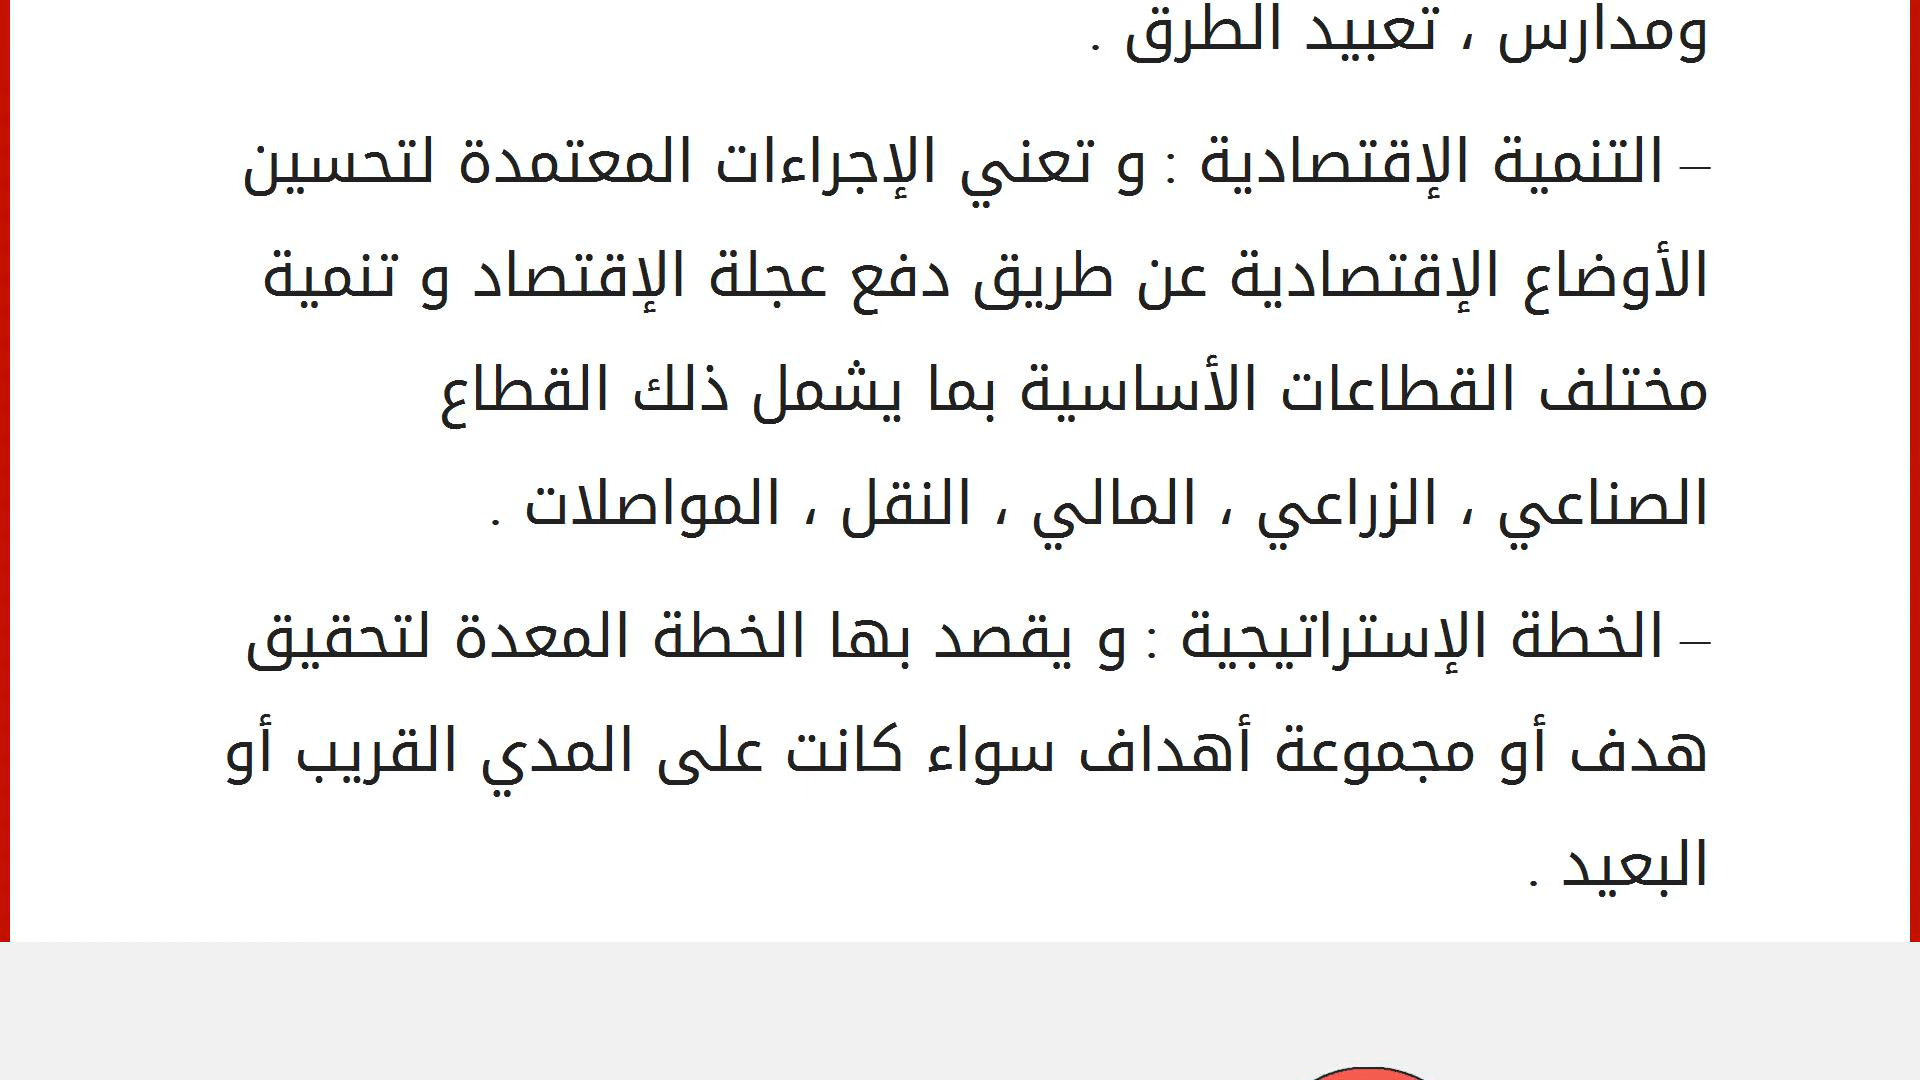 ومدارس ، تعبيد الطرق .
– التنمية الإقتصادية : و تعني الإجراءات المعتمدة لتحسين
الأوضاع الإقتصادية عن طريق دفع عجلة الإقتصاد و تنمية
مختلف القطاعات الأساسية بما يشمل ذلك القطاع
الصناعي ، الزراعي ، المالي ، النقل ، المواصلات .
– الخطة الإستراتيجية : و يقصد بها الخطة المعدة لتحقيق
هدف أو مجموعة أهداف سواء كانت على المدي القريب أو
البعيد .